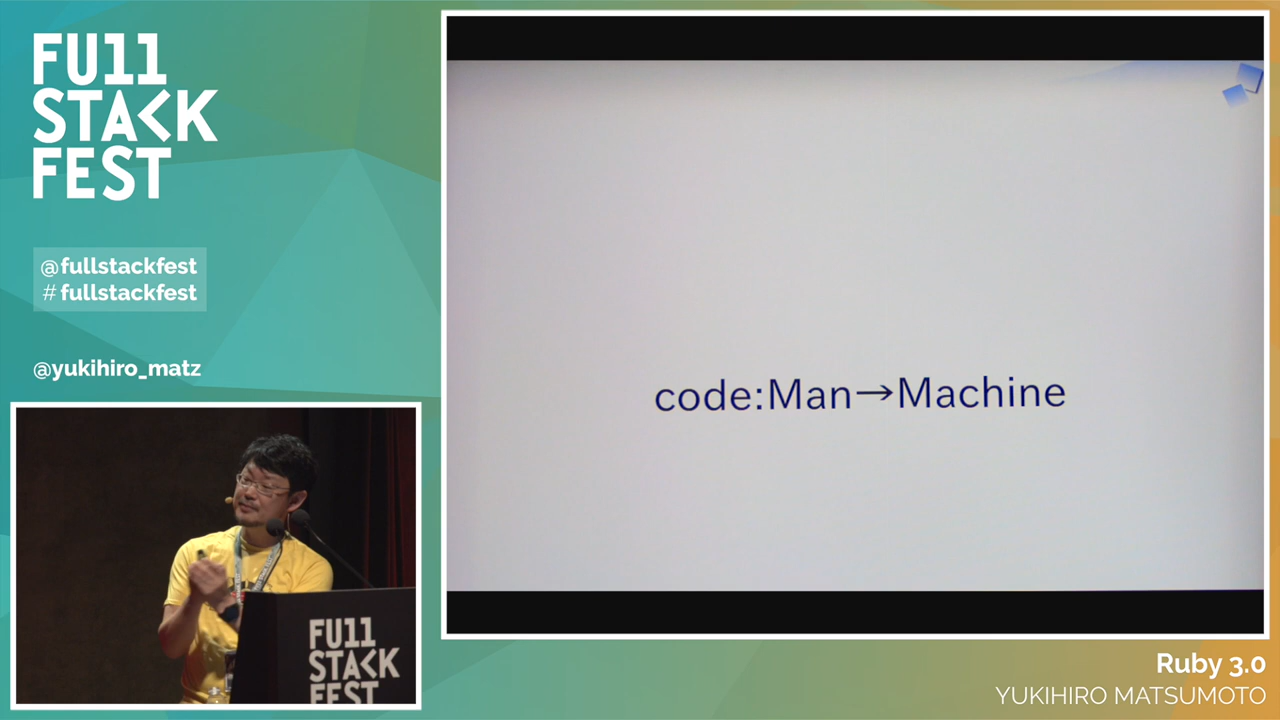 FU11
STACK
FEST
@fullstackfest
# fullstackfest
@yukihiro_matz
code:Man→Machine
FU11
STACK
FEST
Ruby 3.0
YUKIHIRO MATSUMOTO